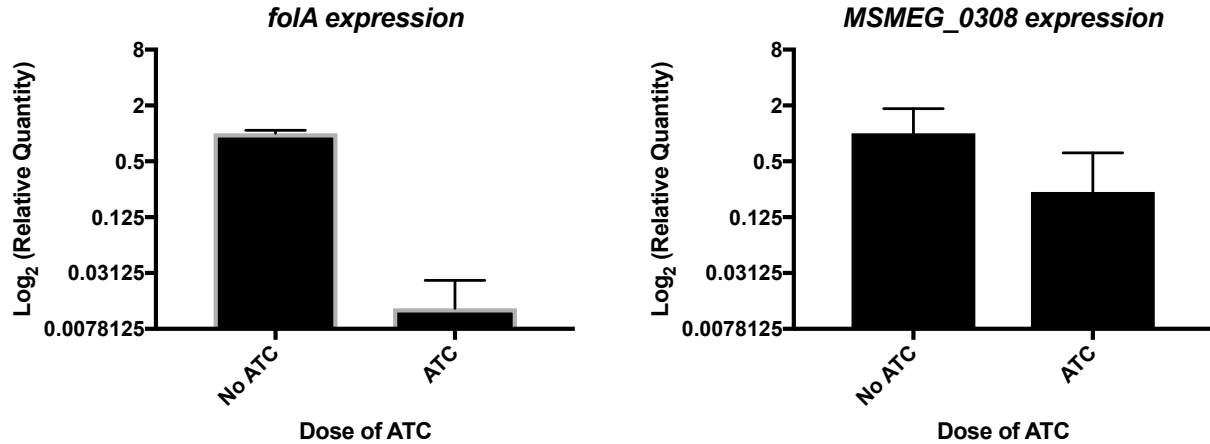 folA expression
Log₂ (Relative Quantity)
8
2
0.5
0.125
0.03125
0.0078125
No ATC
ATC
Dose of ATC
MSMEG_0308 expression
Log₂ (Relative Quantity)
8
2
0.5
0.125
0.03125
0.0078125
No ATC
ATC
Dose of ATC